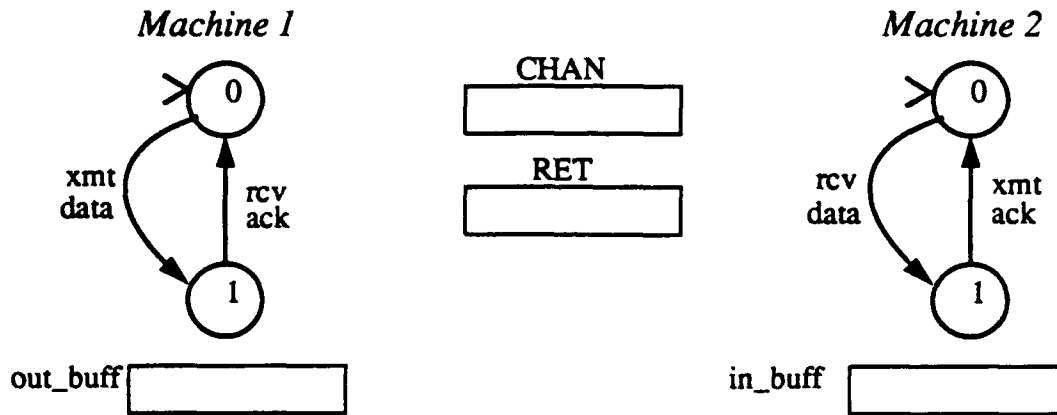 Machine 1
Machine 2
CHAN
RET
0
xmt
data
rcv
ack
1
out_buff
0
rcv
data
xmt
ack
1
in_buff